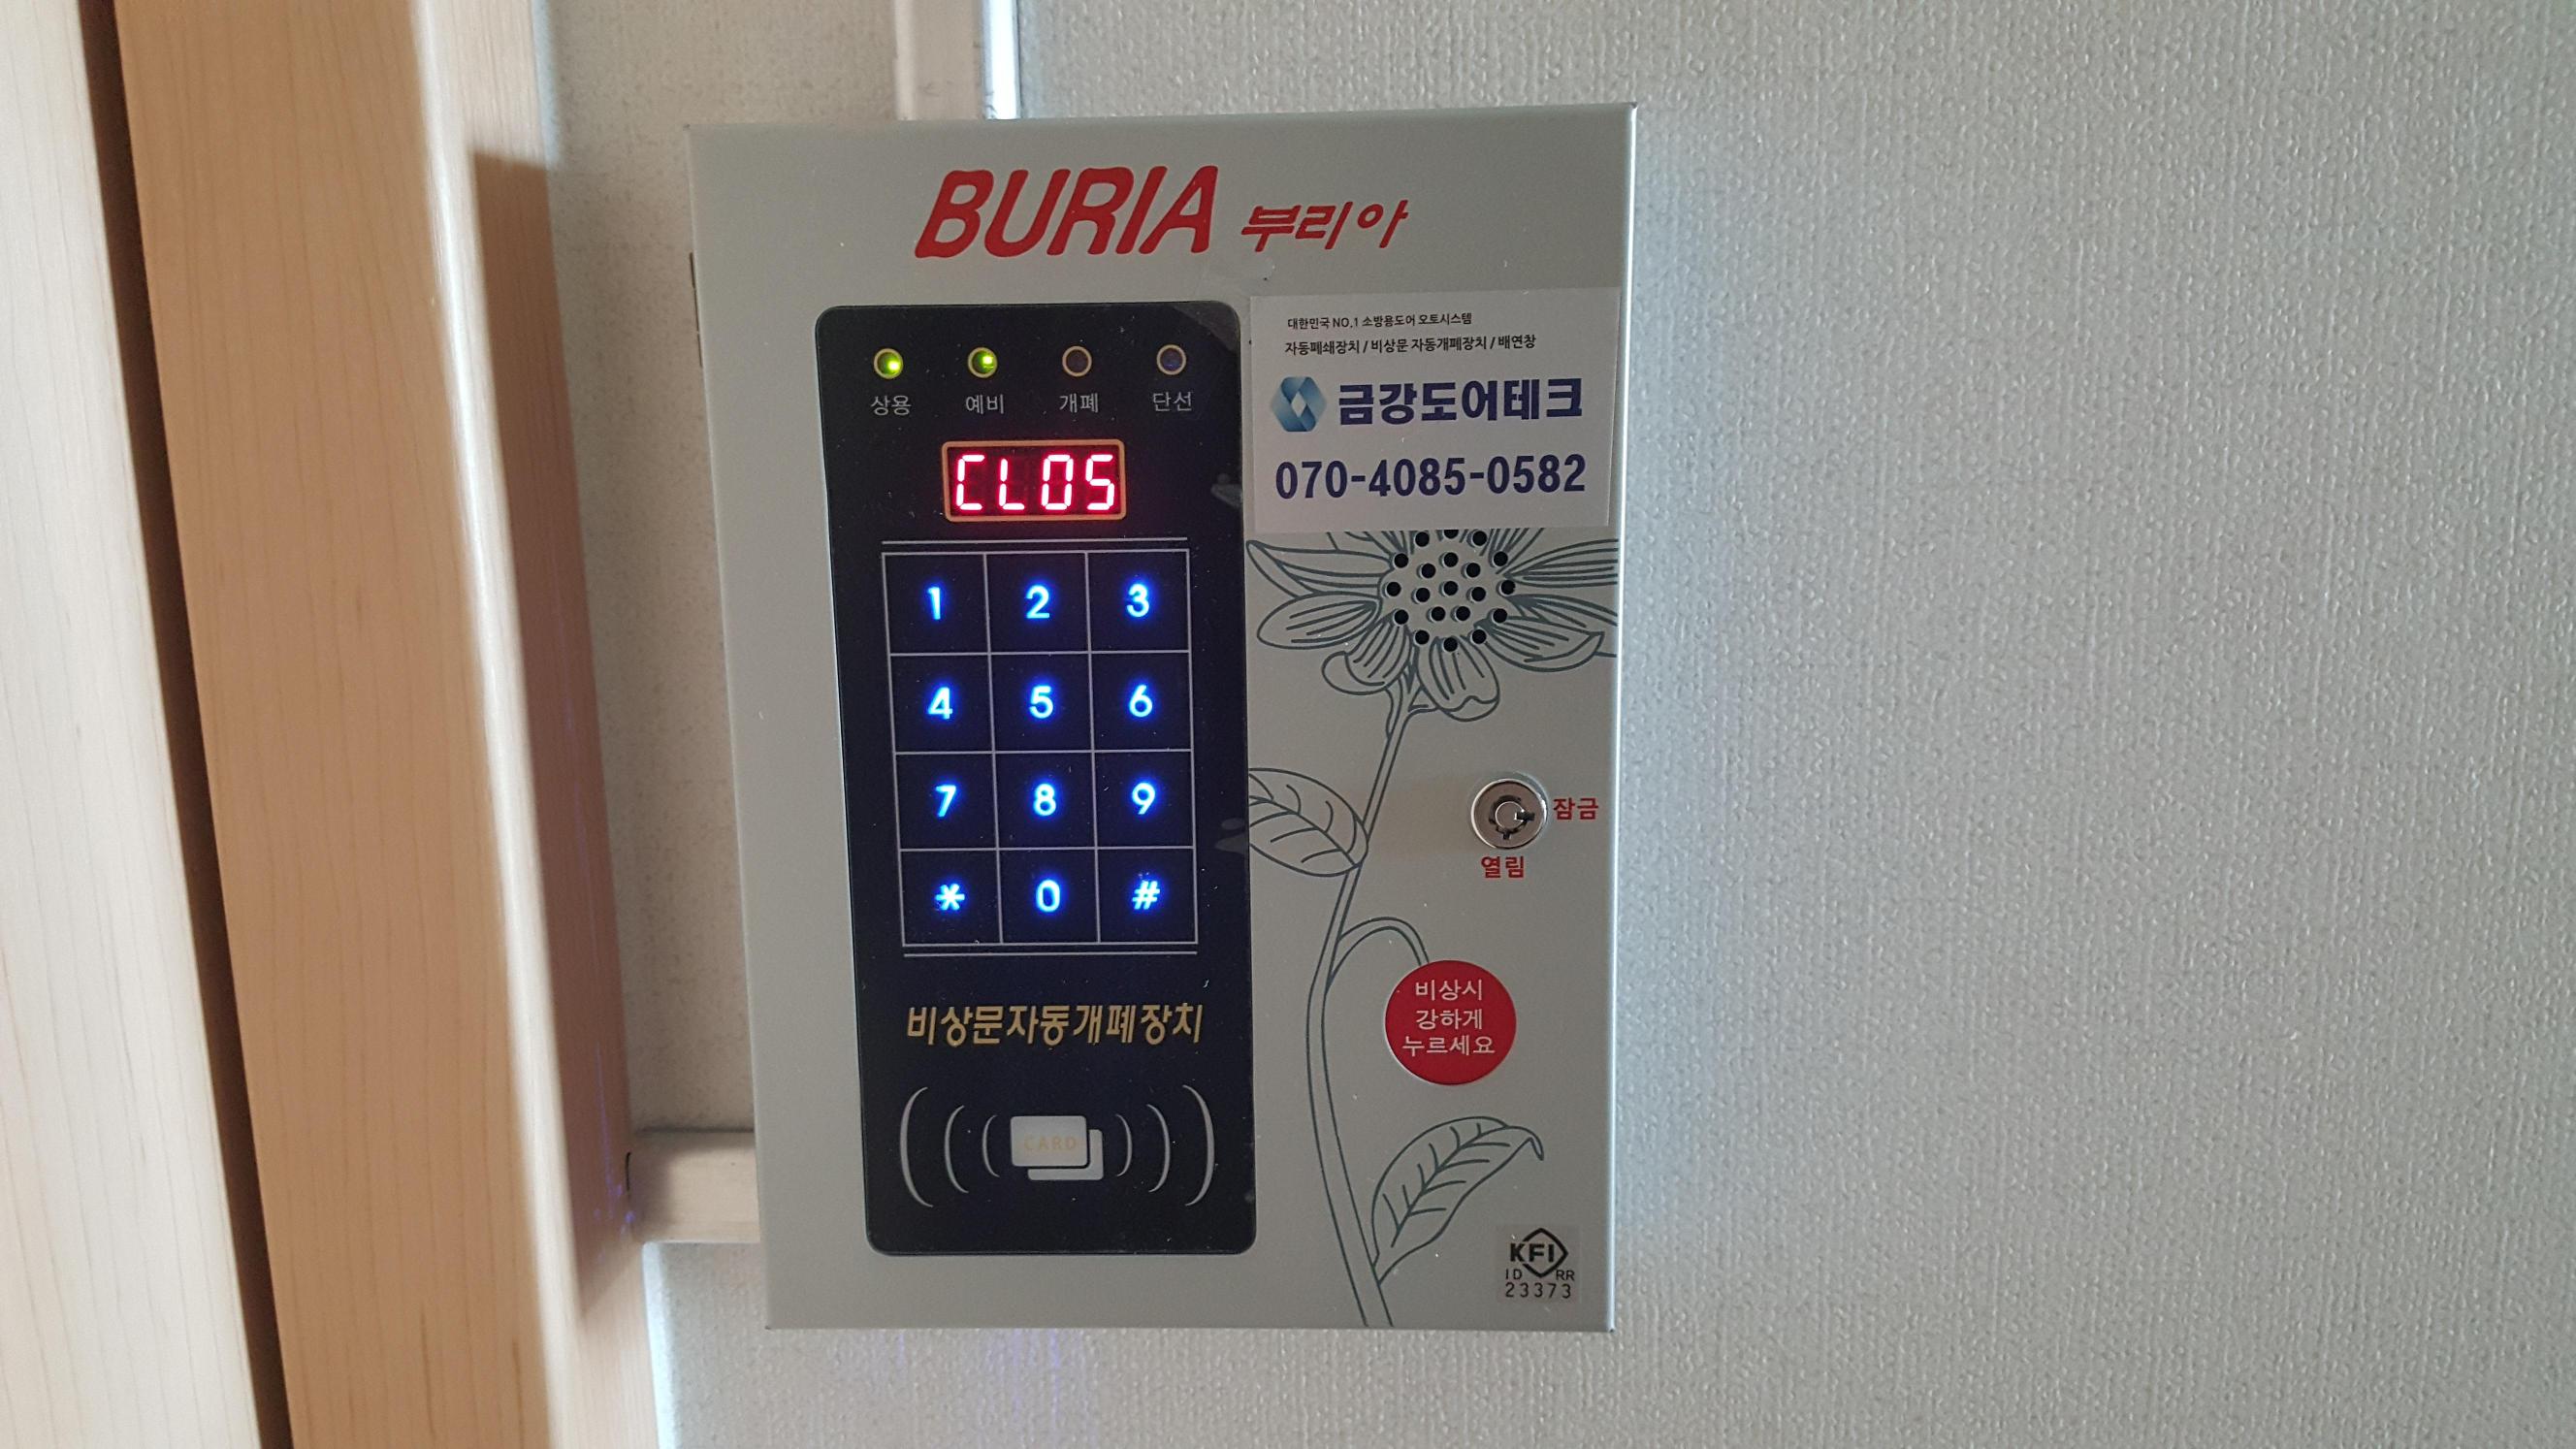 BURIA 부리아
대한민국 NO.1 소방용도어 오토시스템
자동폐쇄장치 / 비상문 자동개폐장치 / 배연창
금강도어테크
070-4085-0582
상용 예비 개폐 단선
CLOS
1 2 3
4 5 6
7 8 9
* 0 #
잠금
열림
비상시
강하게
누르세요
비상문자동개폐장치
CARD
KFI
ID RR
23373